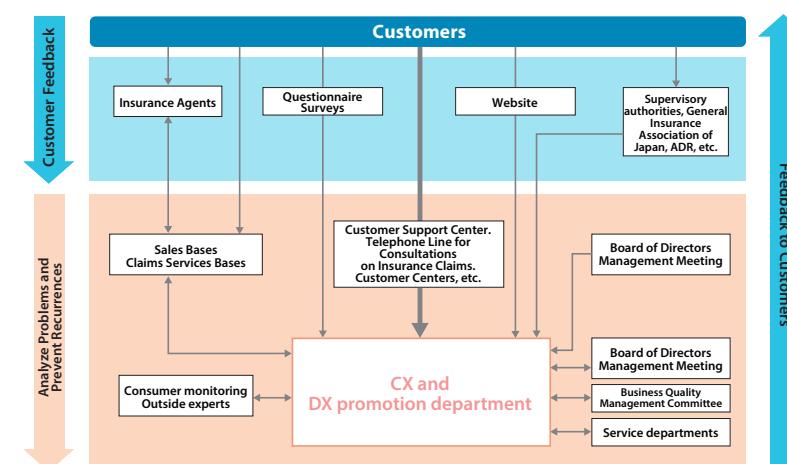 Customers
Customer Feedback
Insurance Agents
Questionnaire
Surveys
Website
Supervisory
authorities, General
Insurance
Association of
Japan, ADR, etc.
Feedback to Customers
Analyze Problems and
Prevent Recurrences
Sales Bases
Claims Services Bases
Customer Support Center.
Telephone Line for
Consultations
on Insurance Claims.
Customer Centers, etc.
Board of Directors
Management Meeting
CX and
DX promotion department
Board of Directors
Management Meeting
Consumer monitoring
Outside experts
Business Quality
Management Committee
Service departments